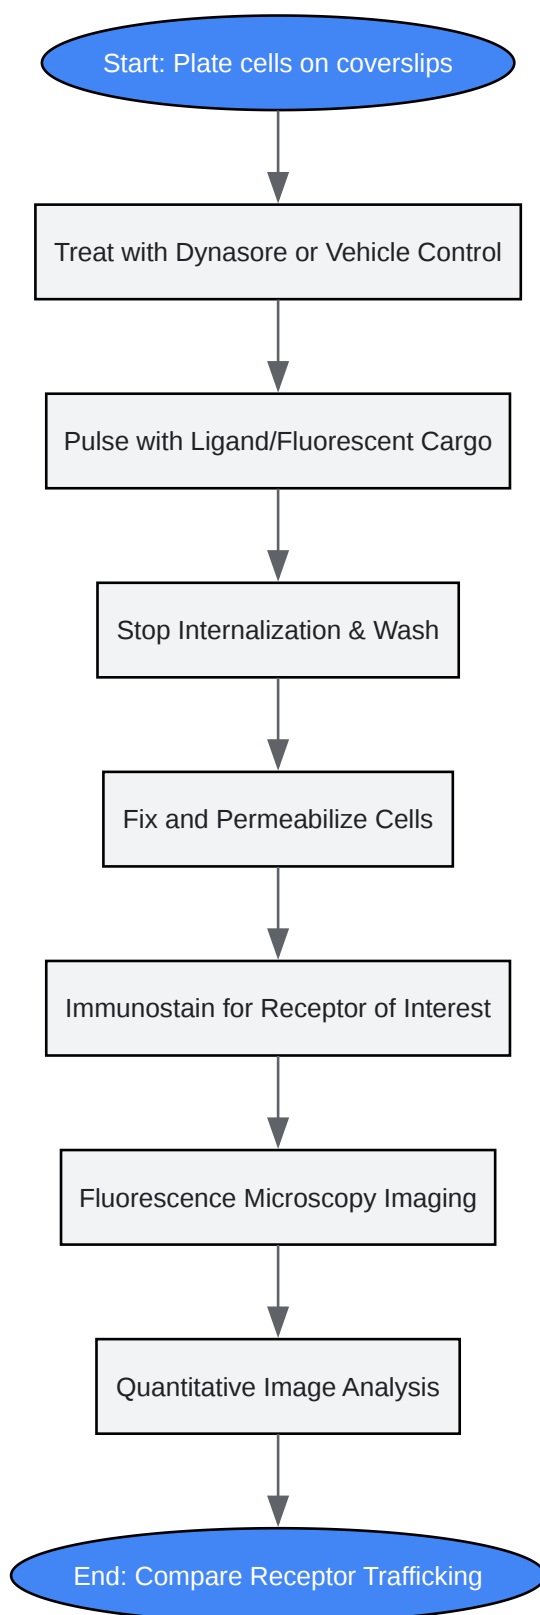 Start: Plate cells on coverslips
Treat with Dynasore or Vehicle Control
Pulse with Ligand/Fluorescent Cargo
Stop Internalization & Wash
Fix and Permeabilize Cells
Immunostain for Receptor of Interest
Fluorescence Microscopy Imaging
Quantitative Image Analysis
End: Compare Receptor Trafficking